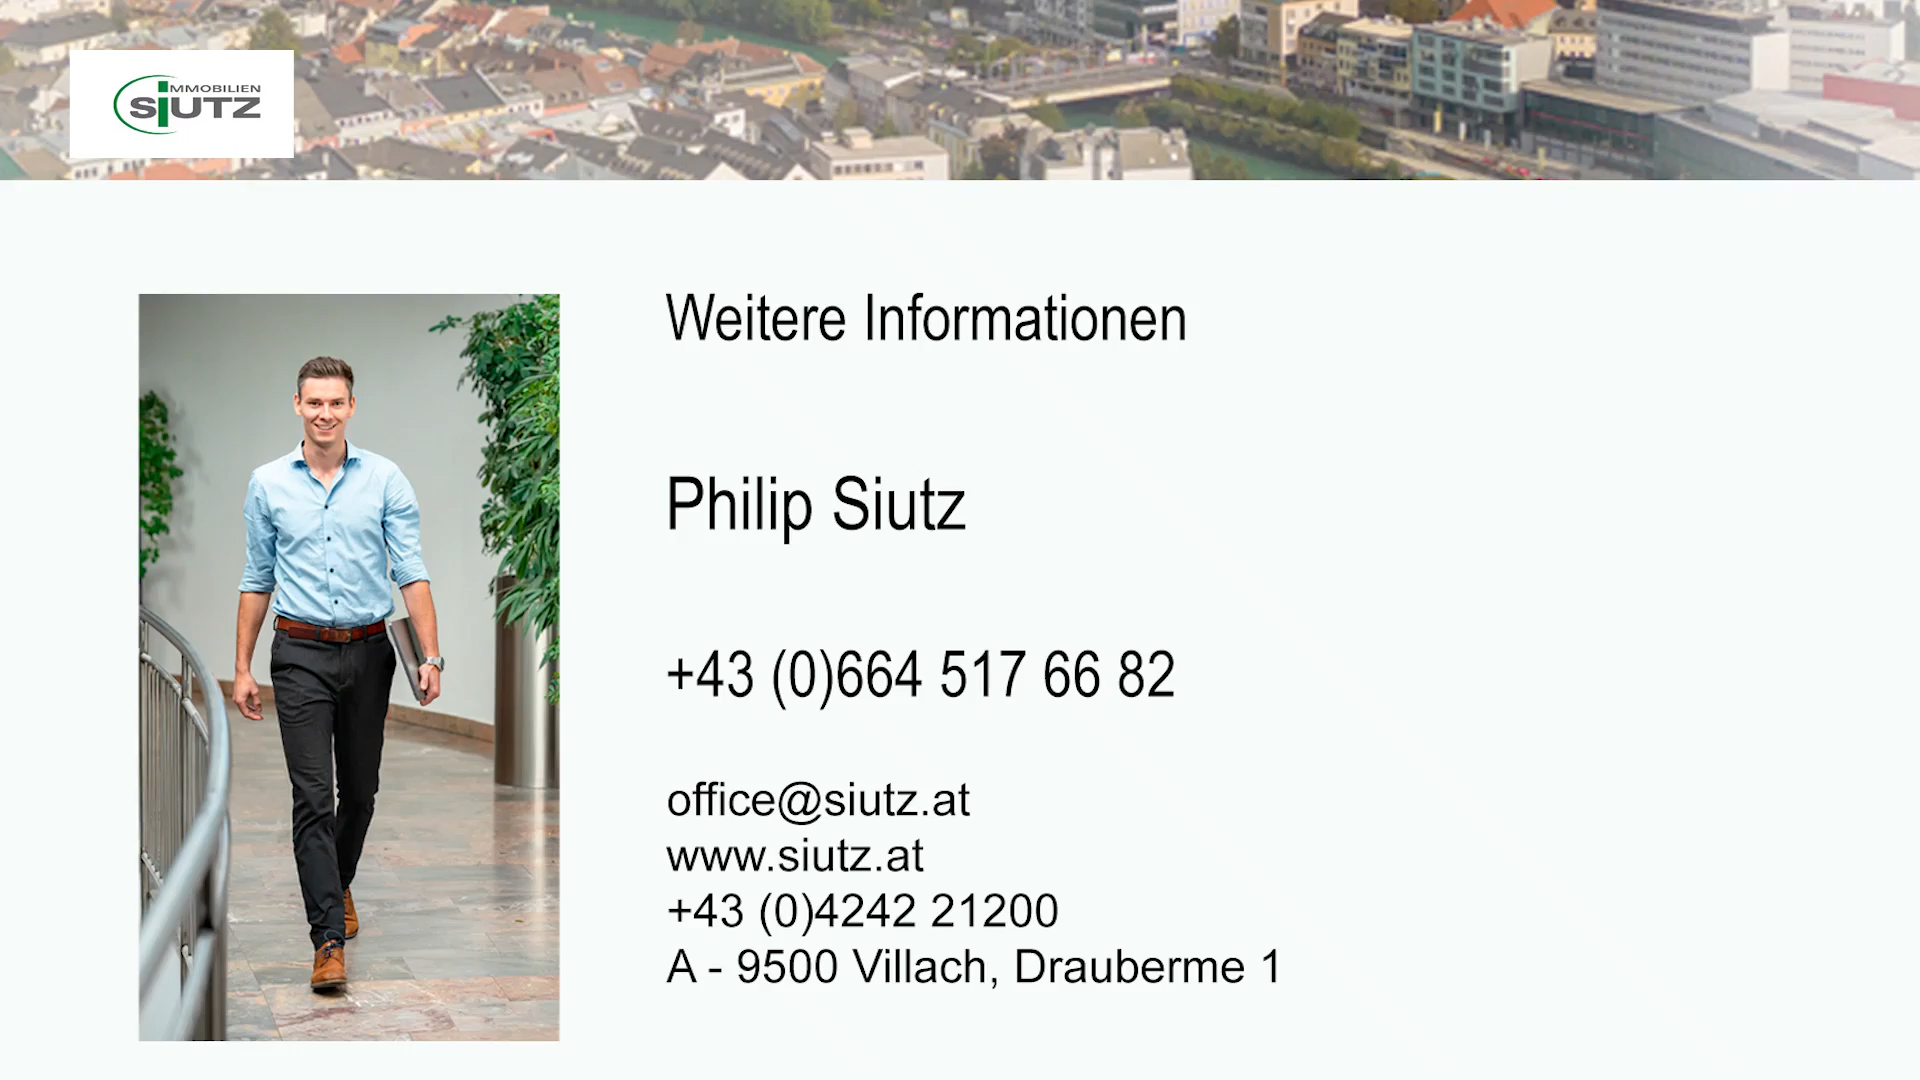 IMMOBILIEN
SIUTZ
Weitere Informationen
Philip Siutz
+43 (0)664 517 66 82
office@siutz.at
www.siutz.at
+43 (0)4242 21200
A - 9500 Villach, Drauberme 1